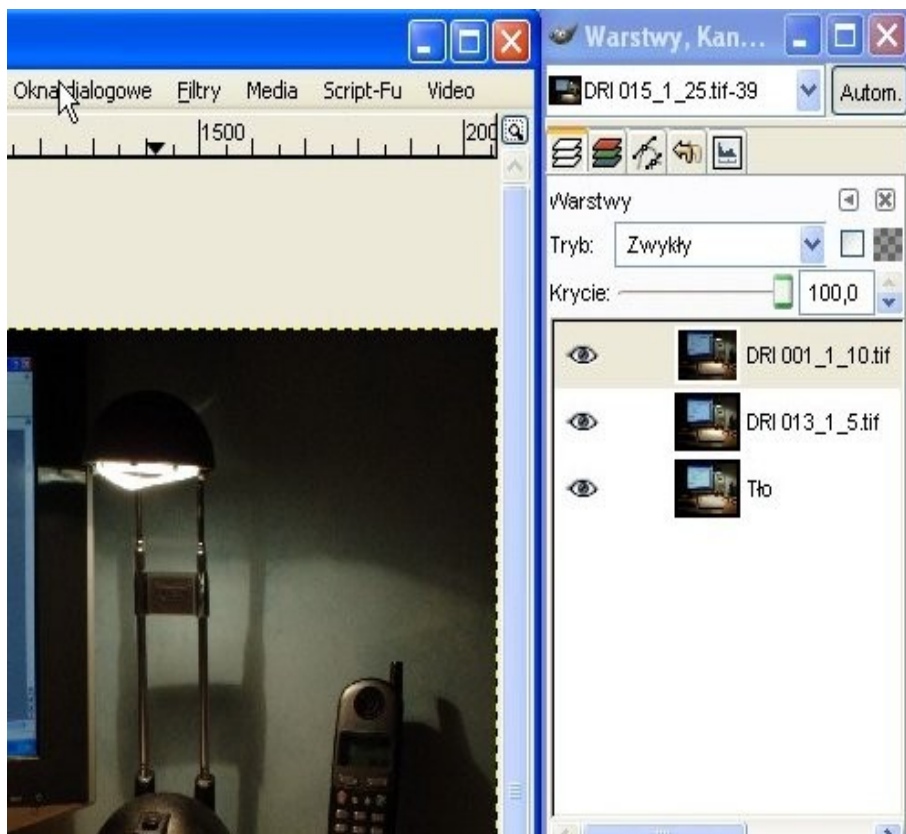 Warstwy, Kan...
Okna dialogowe Filtry Media Script-Fu Video
DRI 015_1_25.tif-39 Autom.
1500 200
Warstwy
Tryb: Zwykły
Krycie: 100,0
DRI 001_1_10.tif
DRI 013_1_5.tif
Tło